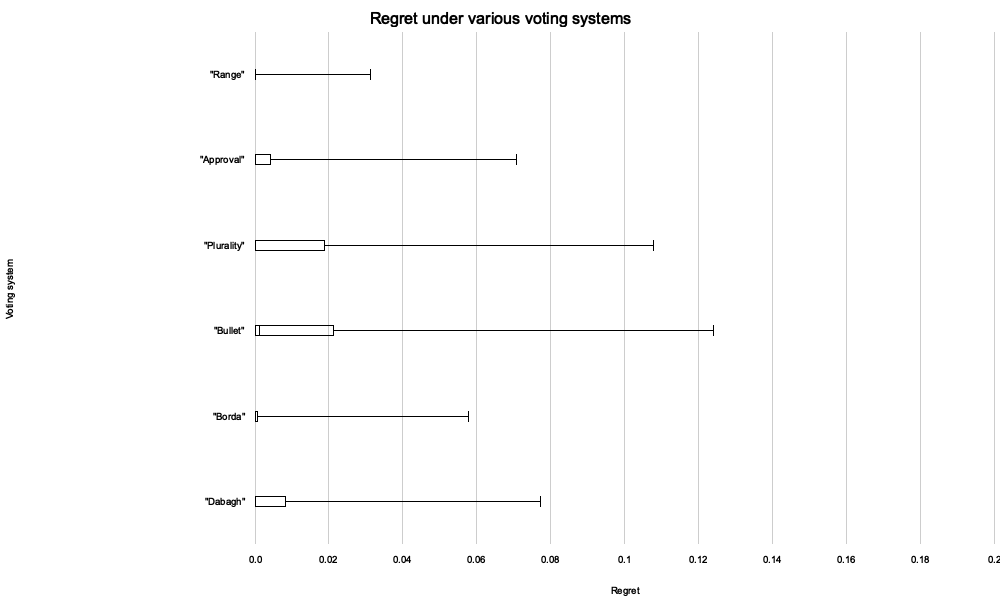 Regret under various voting systems
"Range"
"Approval"
"Plurality"
Voting system
"Bullet"
"Borda"
"Dabagh"
0.0 0.02 0.04 0.06 0.08 0.1 0.12 0.14 0.16 0.18 0.2
Regret